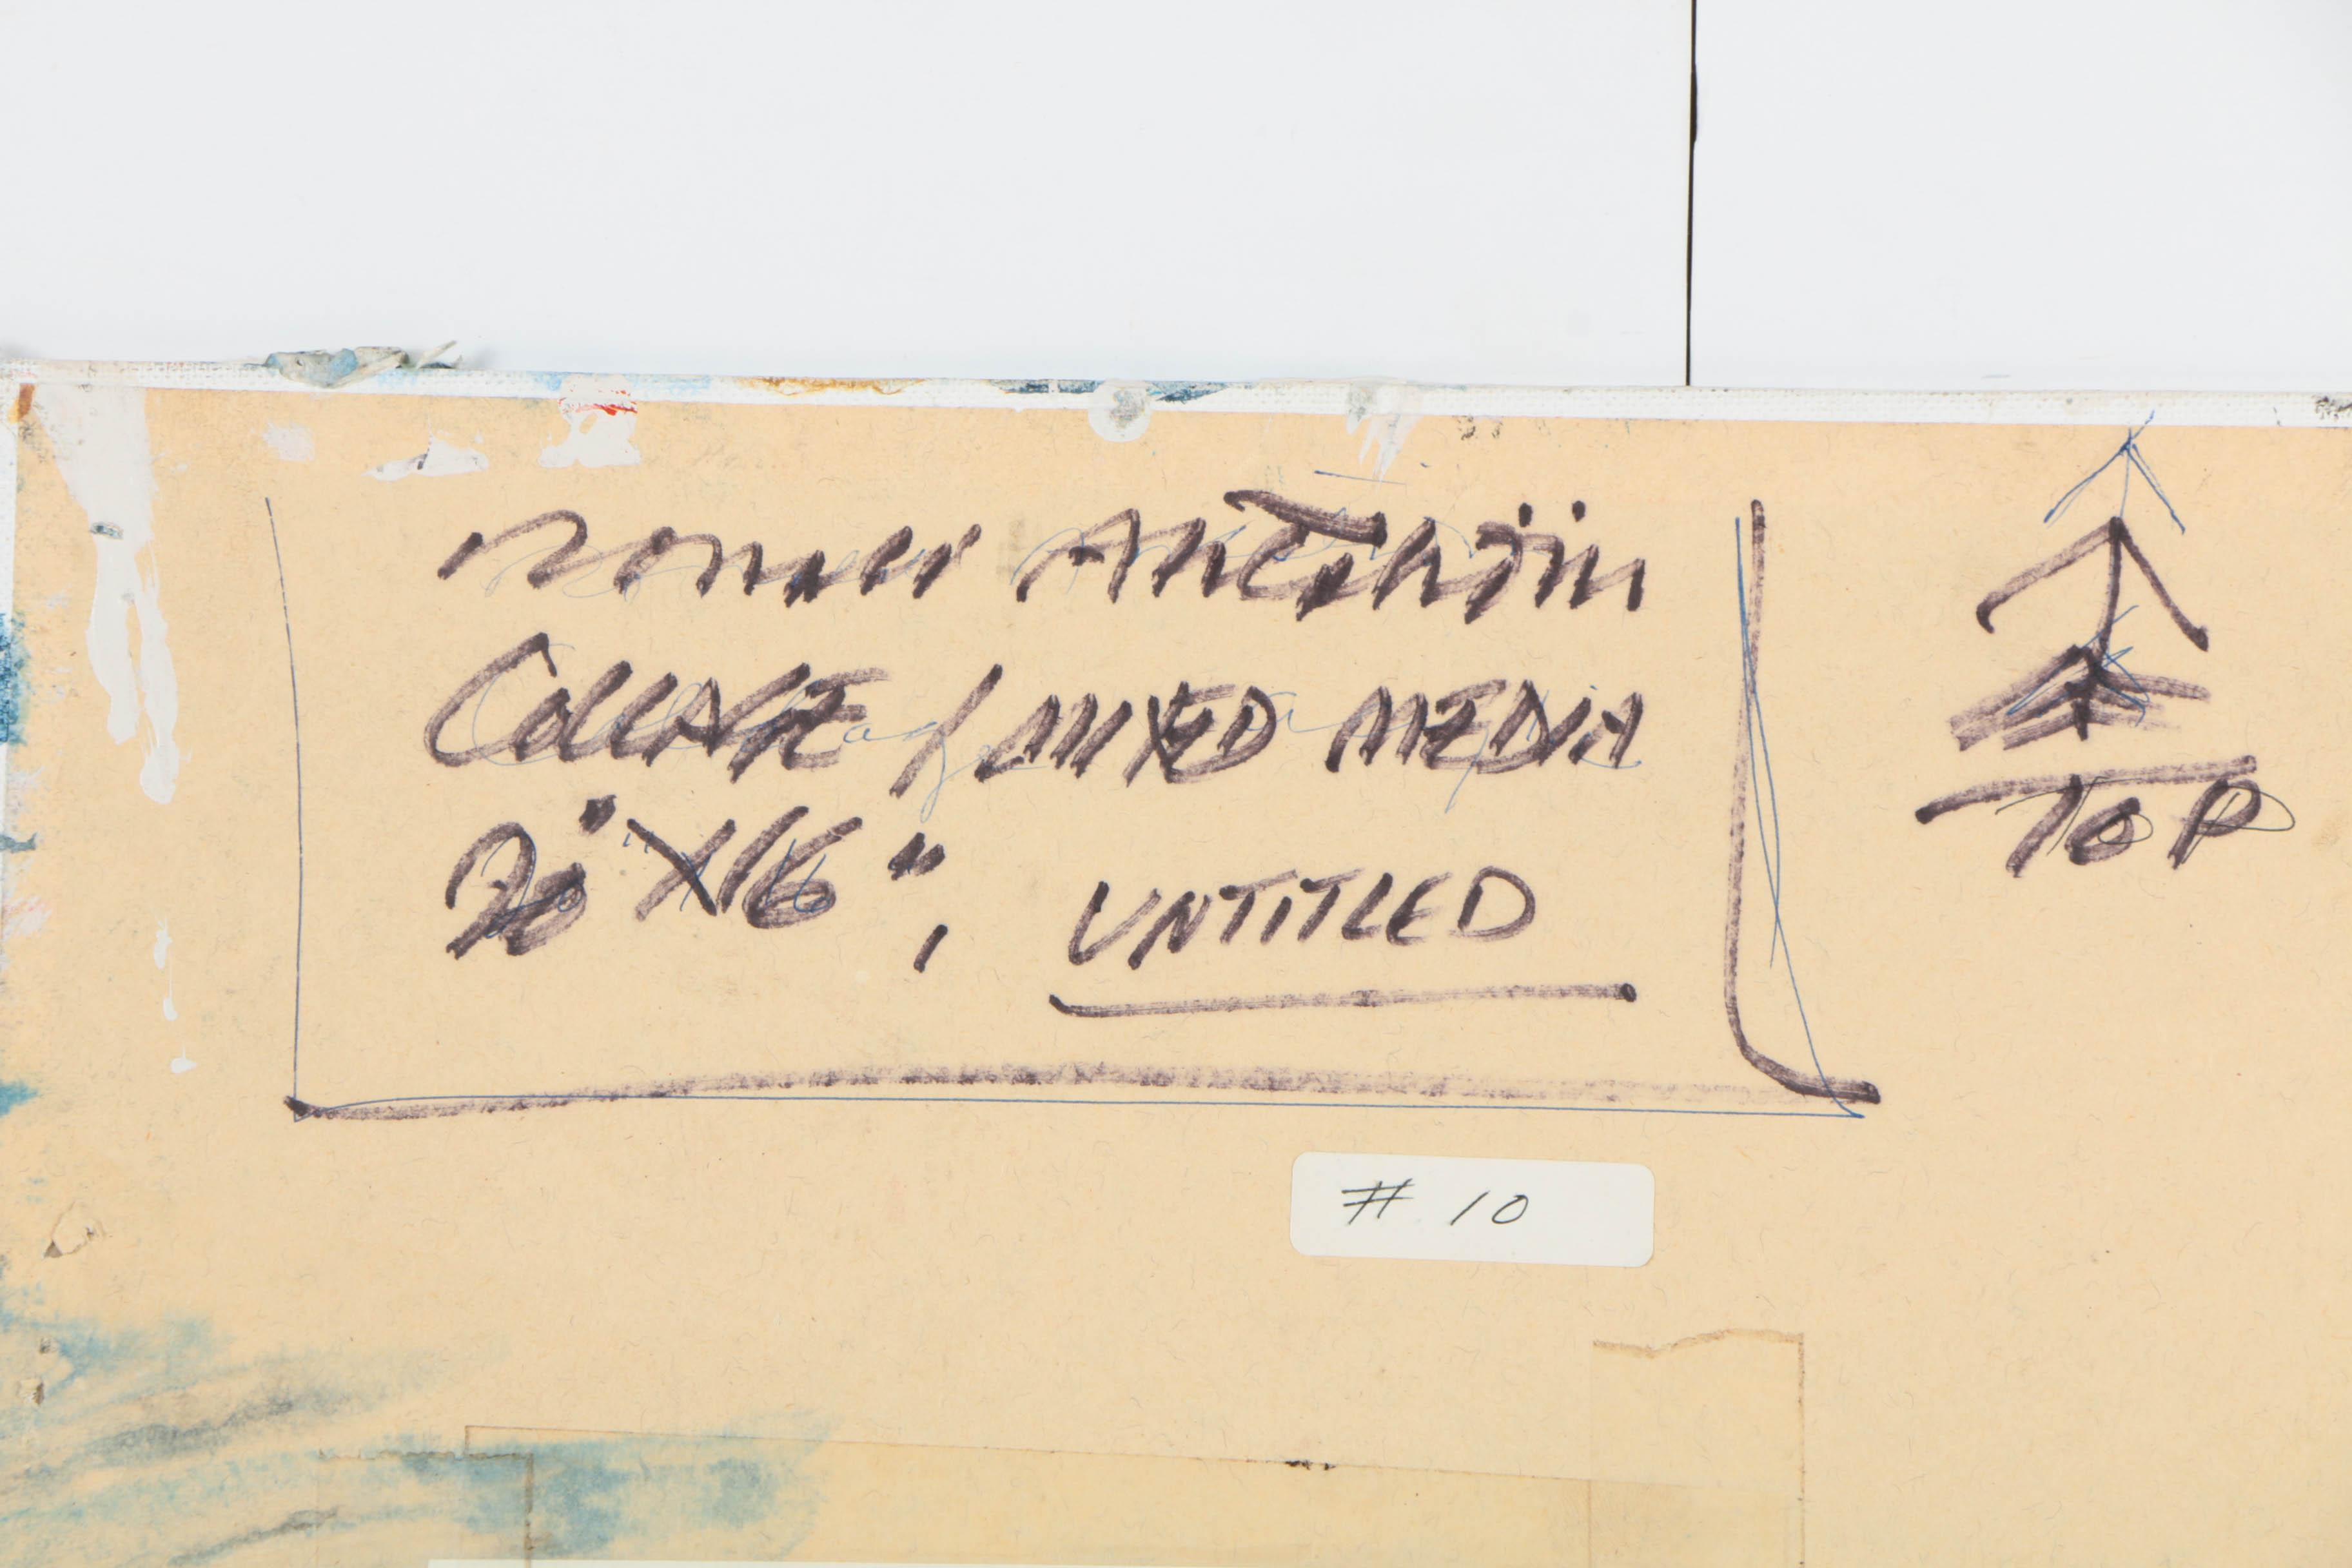 COLLAGE / MIXED MEDIA
20" X 16", UNTITLED
TOP
# 10